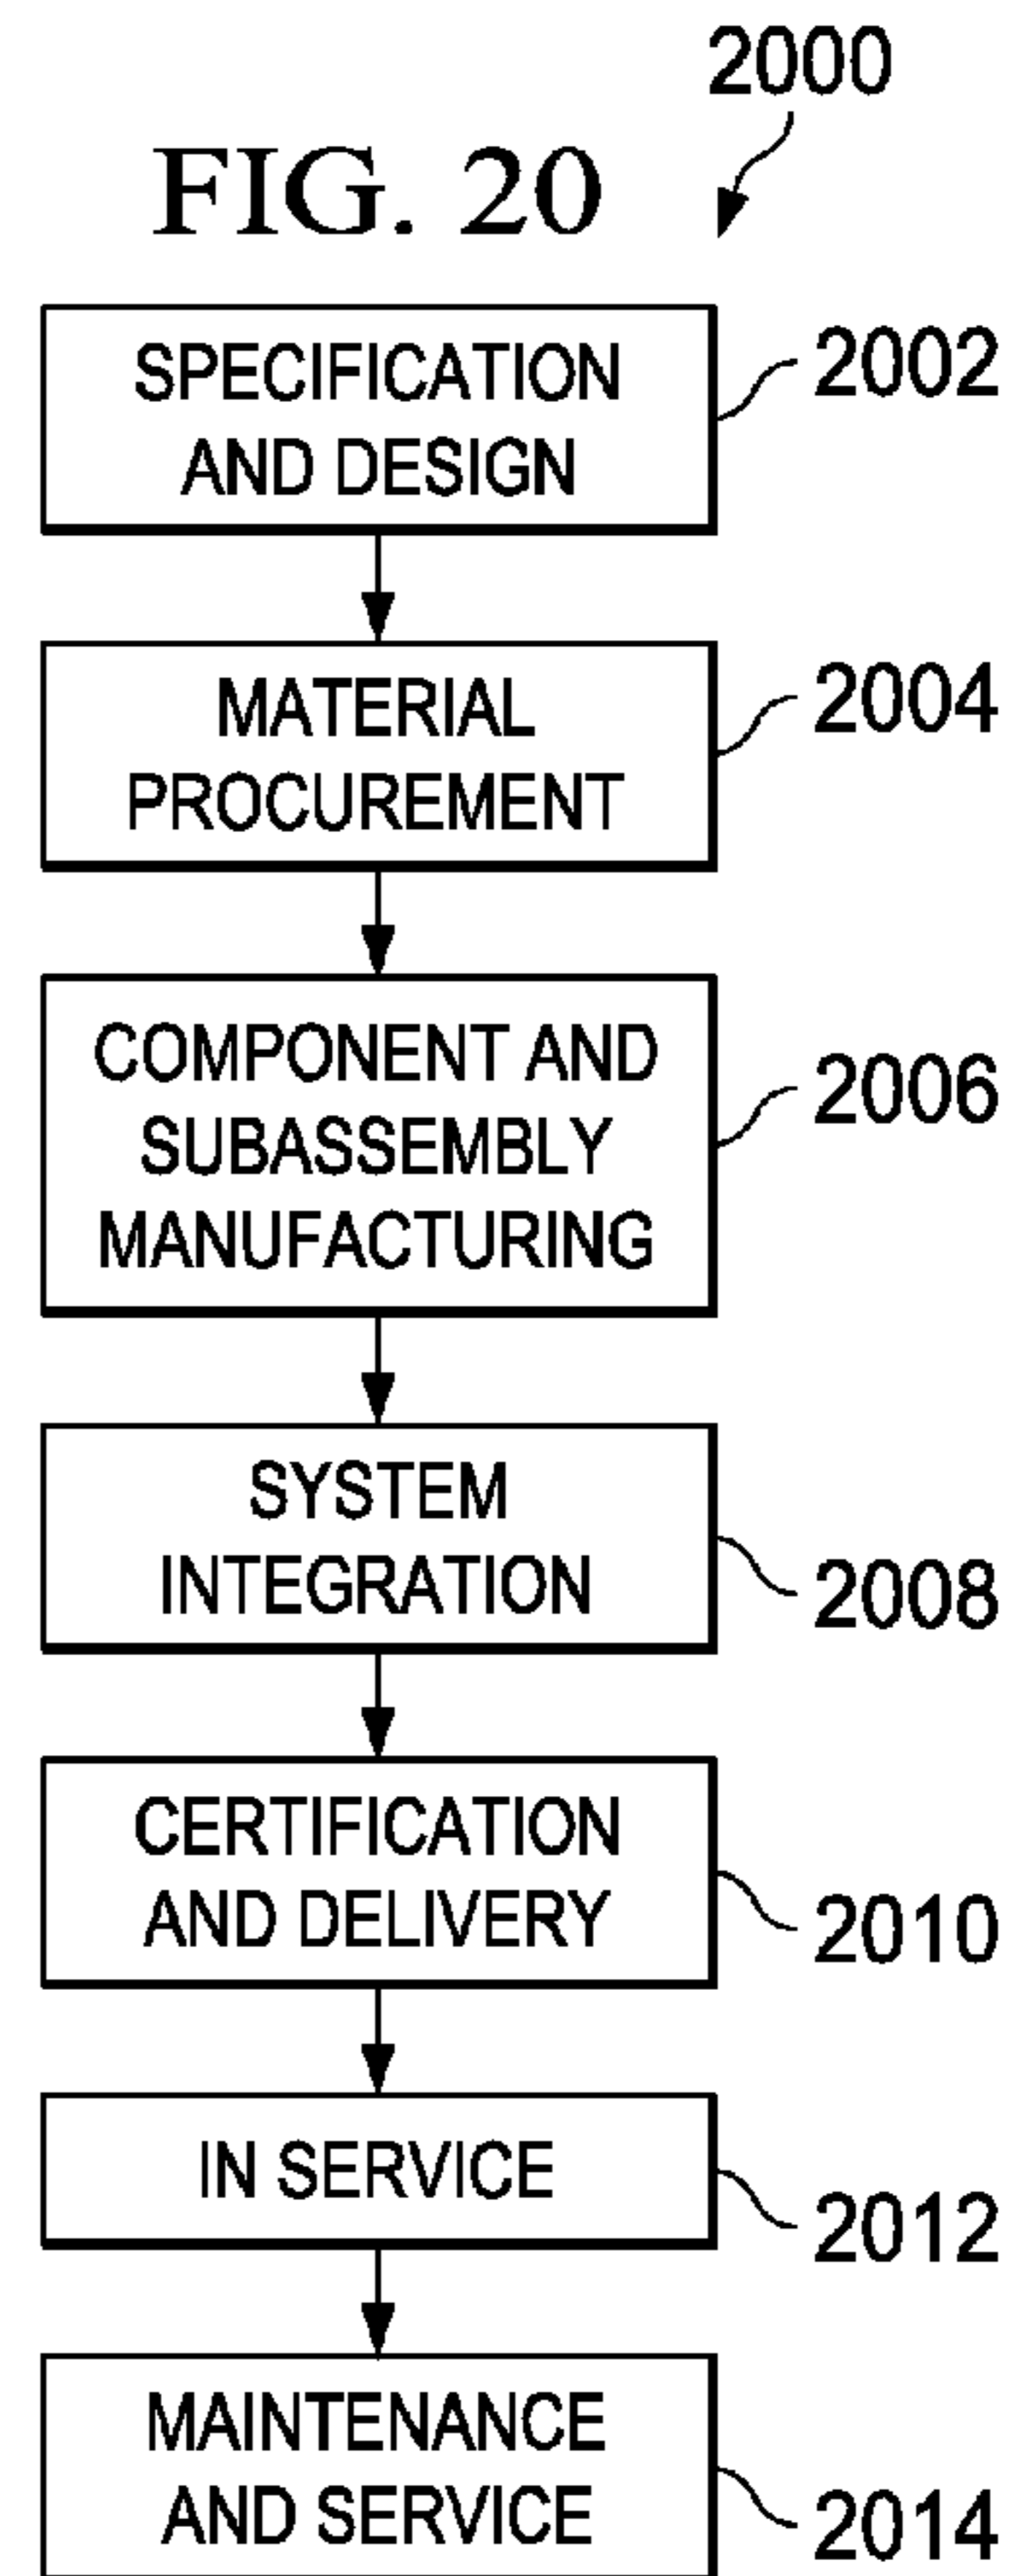 2000
FIG. 20
SPECIFICATION
AND DESIGN
2002
MATERIAL
PROCUREMENT
2004
COMPONENT AND
SUBASSEMBLY
MANUFACTURING
2006
SYSTEM
INTEGRATION
2008
CERTIFICATION
AND DELIVERY
2010
IN SERVICE
2012
MAINTENANCE
AND SERVICE
2014